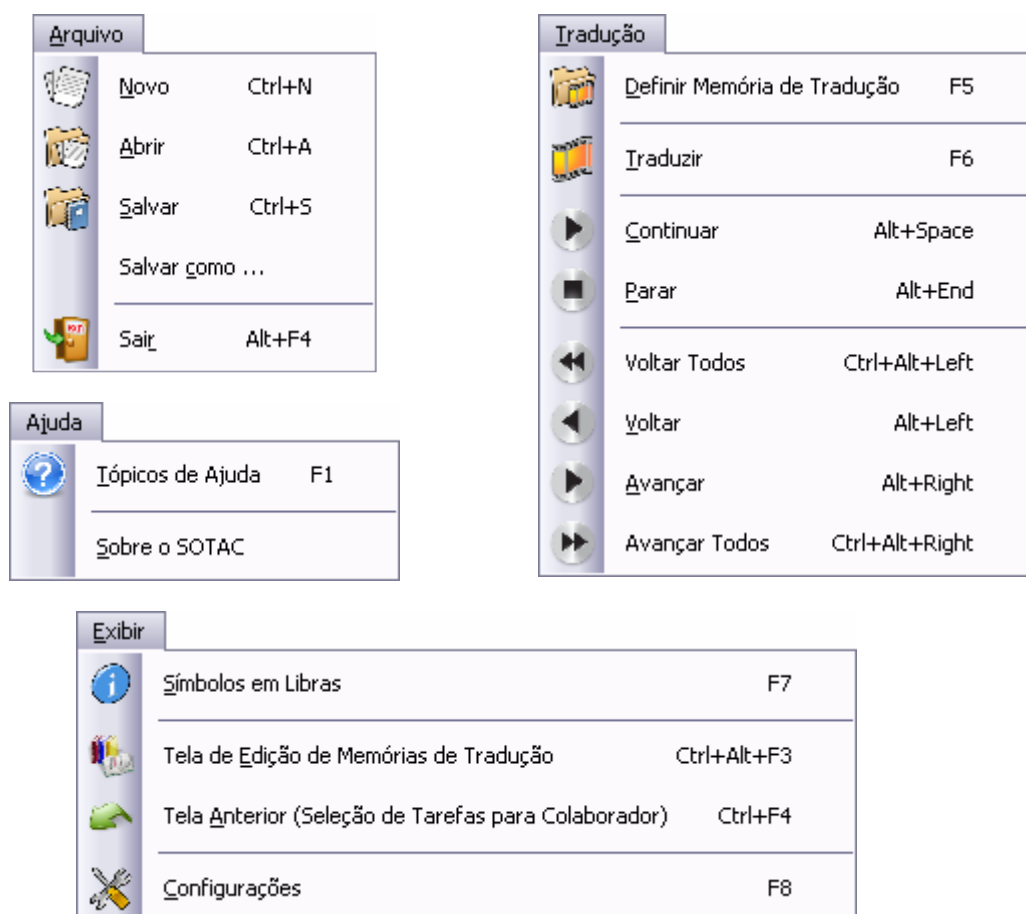 Arquivo
Novo Ctrl+N
Abrir Ctrl+A
Salvar Ctrl+S
Salvar como ...
EXIT
Sair Alt+F4
Tradução
Definir Memória de Tradução F5
Traduzir F6
Continuar Alt+Space
Parar Alt+End
Voltar Todos Ctrl+Alt+Left
Voltar Alt+Left
Avançar Alt+Right
Avançar Todos Ctrl+Alt+Right
Ajuda
Tópicos de Ajuda F1
Sobre o SOTAC
Exibir
Símbolos em Libras F7
Tela de Edição de Memórias de Tradução Ctrl+Alt+F3
Tela Anterior (Seleção de Tarefas para Colaborador) Ctrl+F4
Configurações F8